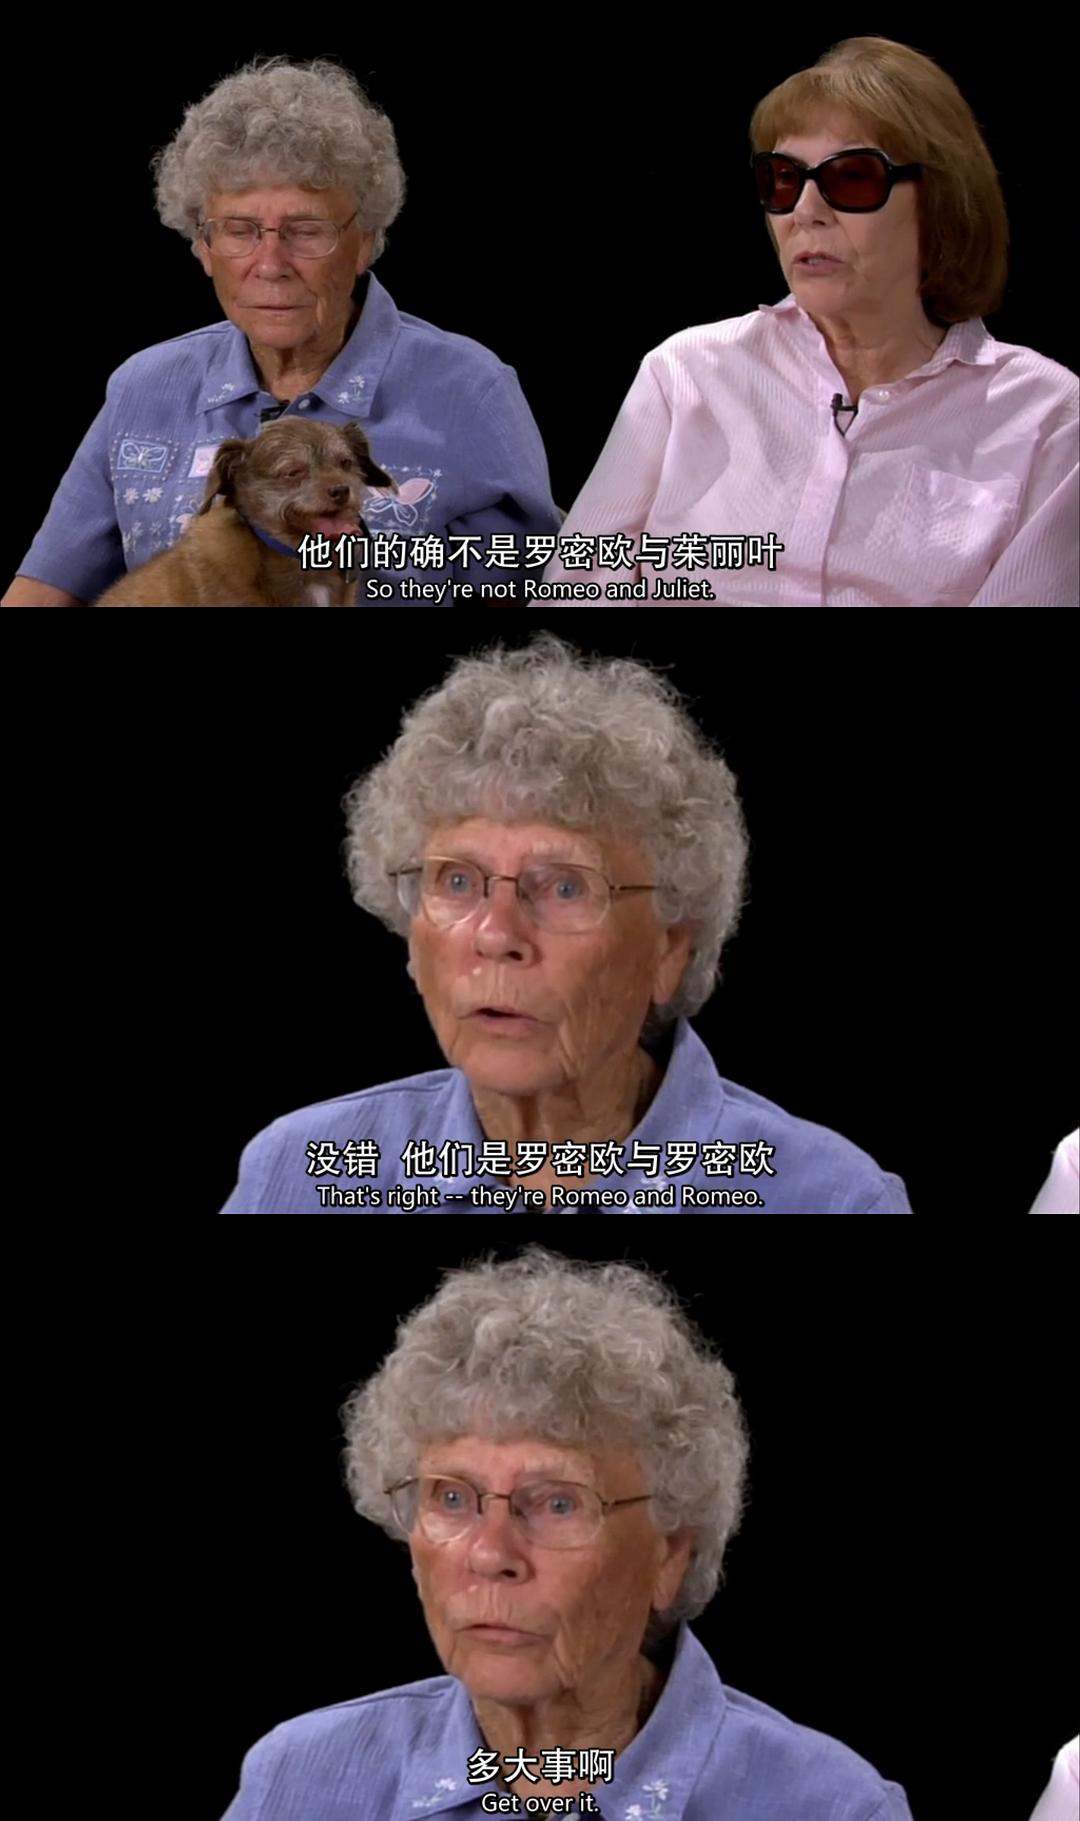 他们的确不是罗密欧与茱丽叶
So they're not Romeo and Juliet.
没错 他们是罗密欧与罗密欧
That's right -- they're Romeo and Romeo.
多大事啊
Get over it.